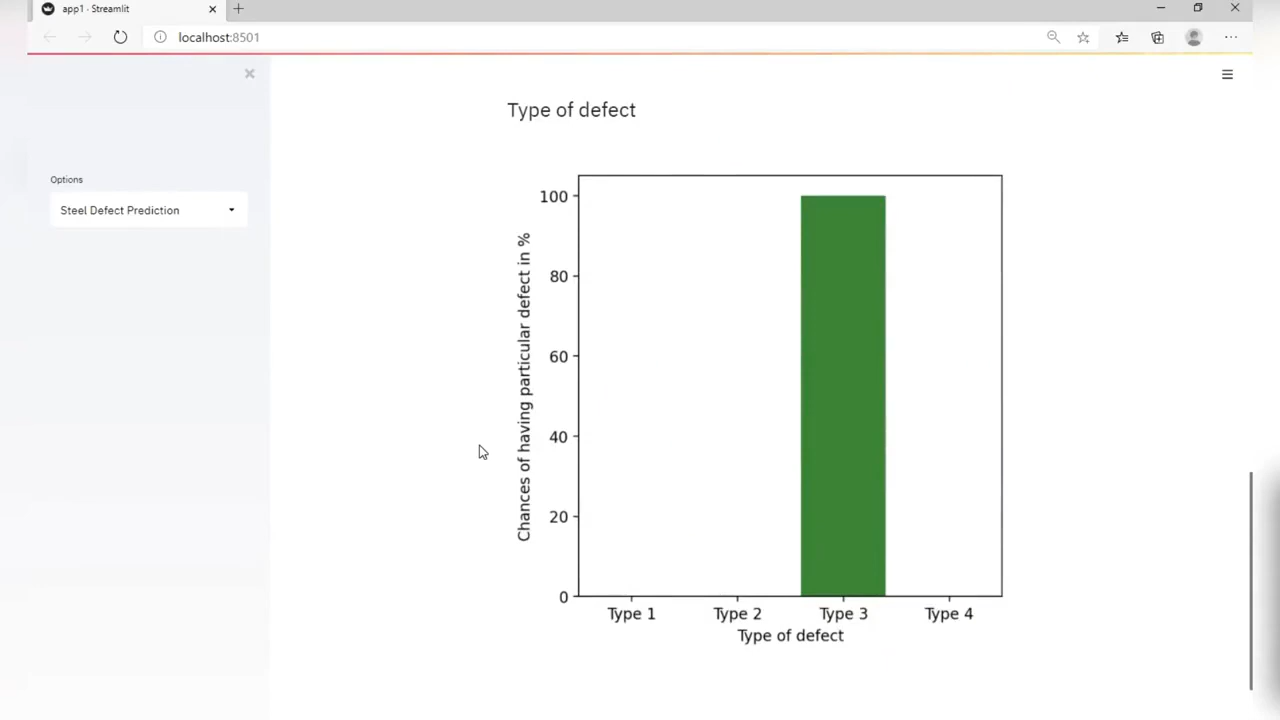 app1 · Streamlit
localhost:8501
Options
Steel Defect Prediction
Type of defect
Chances of having particular defect in %
100
80
60
40
20
0
Type 1 Type 2 Type 3 Type 4
Type of defect